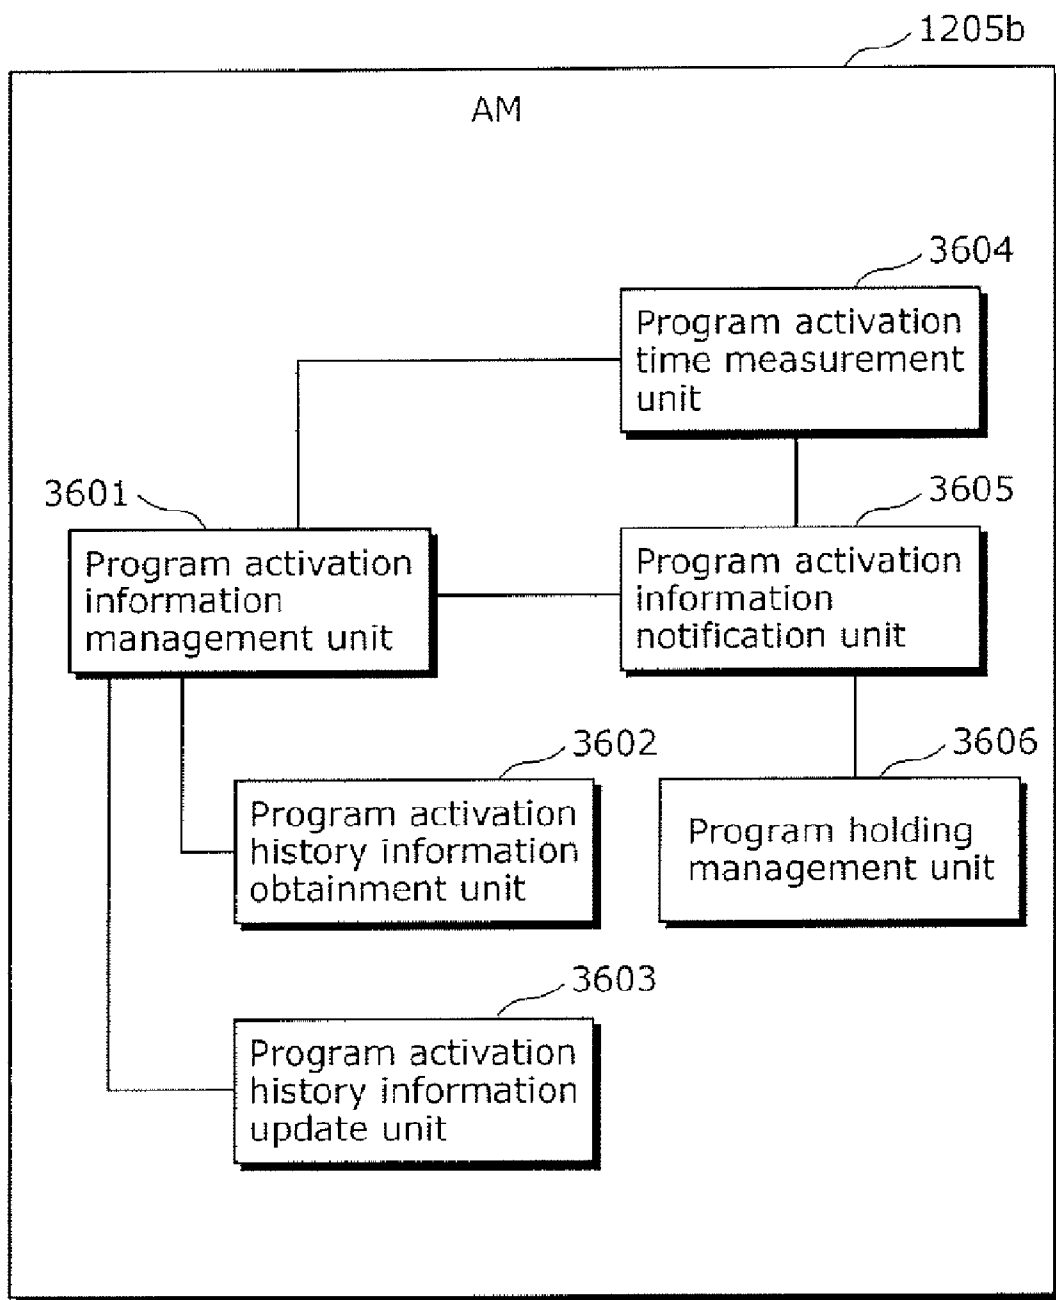 1205b
AM
3604
Program activation
time measurement
unit
3601
Program activation
information
management unit
3605
Program activation
information
notification unit
3602
Program activation
history information
obtainment unit
3606
Program holding
management unit
3603
Program activation
history information
update unit